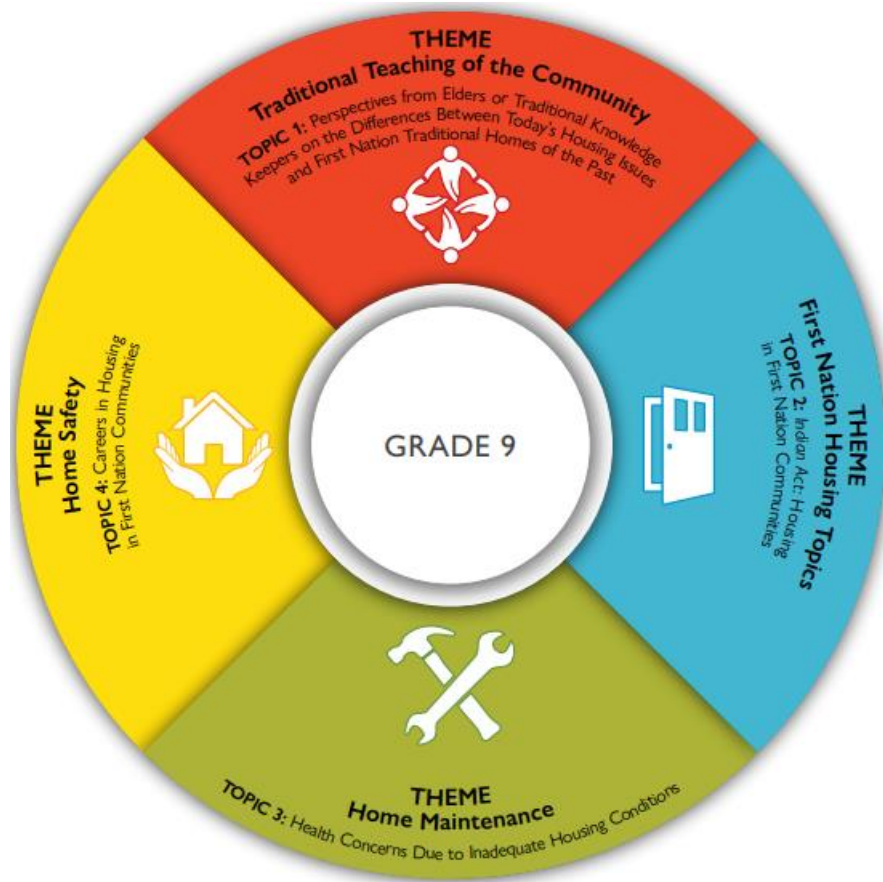 THEME
Traditional Teaching of the Community
TOPIC 1: Perspectives from Elders or Traditional Knowledge
Keepers on the Differences Between Today's Housing Issues
and First Nation Traditional Homes of the Past
THEME
First Nation Housing Topics
TOPIC 2: Indian Act: Housing
in First Nation Communities
THEME
Home Maintenance
TOPIC 3: Health Concerns Due to Inadequate Housing Conditions
THEME
Home Safety
TOPIC 4: Careers in Housing
in First Nation Communities
GRADE 9